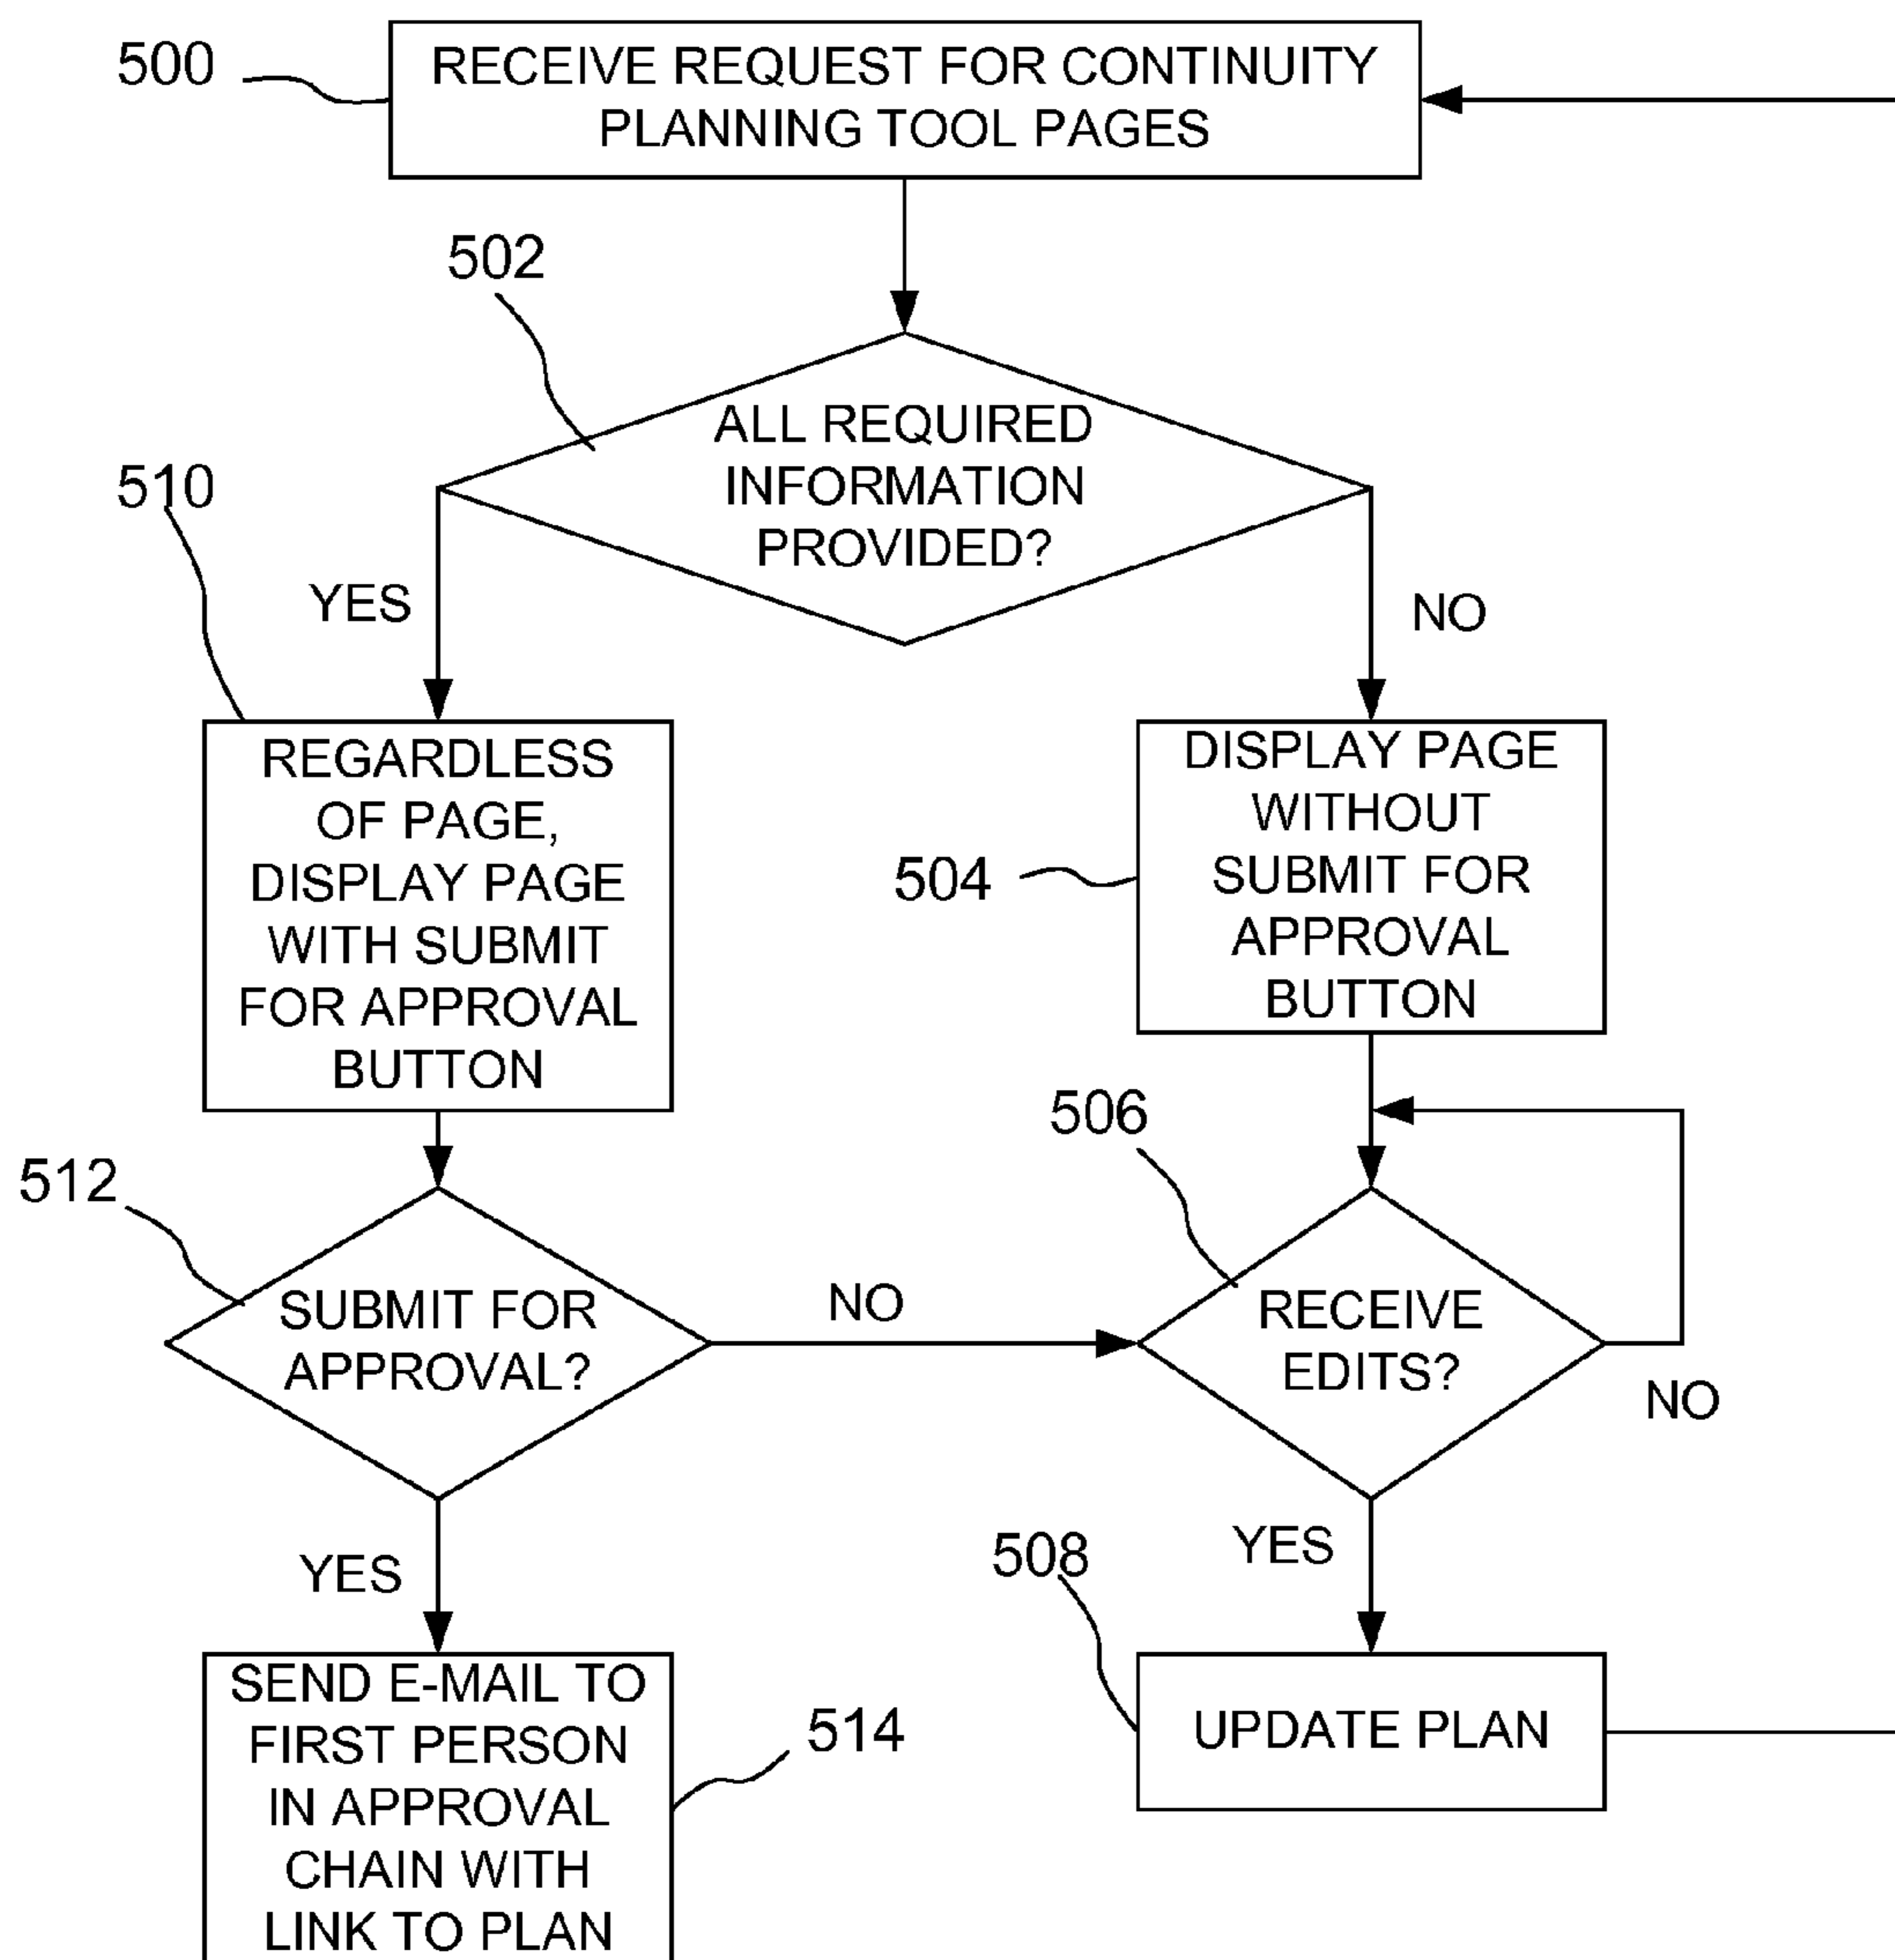 500
RECEIVE REQUEST FOR CONTINUITY
PLANNING TOOL PAGES
502
ALL REQUIRED
INFORMATION
PROVIDED?
510
YES
NO
REGARDLESS
OF PAGE,
DISPLAY PAGE
WITH SUBMIT
FOR APPROVAL
BUTTON
504
DISPLAY PAGE
WITHOUT
SUBMIT FOR
APPROVAL
BUTTON
512
SUBMIT FOR
APPROVAL?
NO
506
RECEIVE
EDITS?
NO
YES
YES
SEND E-MAIL TO
FIRST PERSON
IN APPROVAL
CHAIN WITH
LINK TO PLAN
514
508
UPDATE PLAN